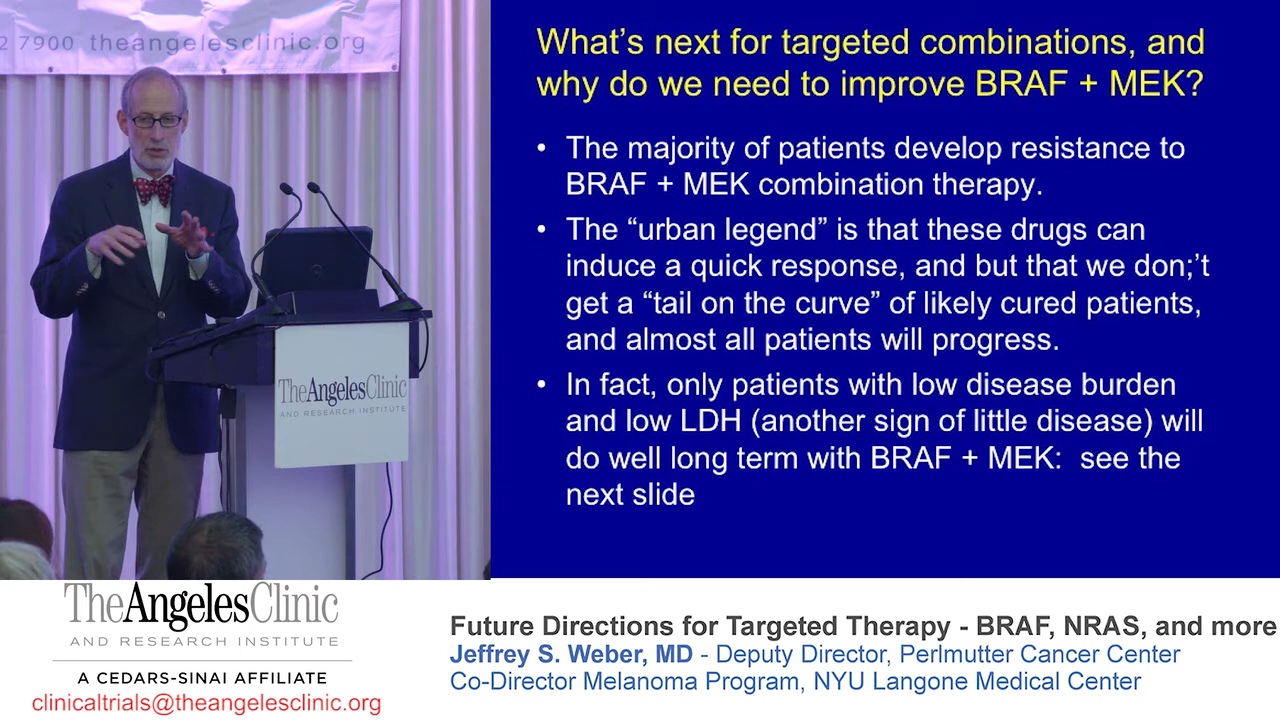 2 7900 theangelesclinic.org
TheAngelesClinic
AND RESEARCH INSTITUTE
What's next for targeted combinations, and
why do we need to improve BRAF + MEK?
• The majority of patients develop resistance to
BRAF + MEK combination therapy.
• The “urban legend” is that these drugs can
induce a quick response, and but that we don;'t
get a “tail on the curve” of likely cured patients,
and almost all patients will progress.
• In fact, only patients with low disease burden
and low LDH (another sign of little disease) will
do well long term with BRAF + MEK: see the
next slide
TheAngelesClinic
AND RESEARCH INSTITUTE
A CEDARS-SINAI AFFILIATE
clinicaltrials@theangelesclinic.org
Future Directions for Targeted Therapy - BRAF, NRAS, and more
Jeffrey S. Weber, MD - Deputy Director, Perlmutter Cancer Center
Co-Director Melanoma Program, NYU Langone Medical Center